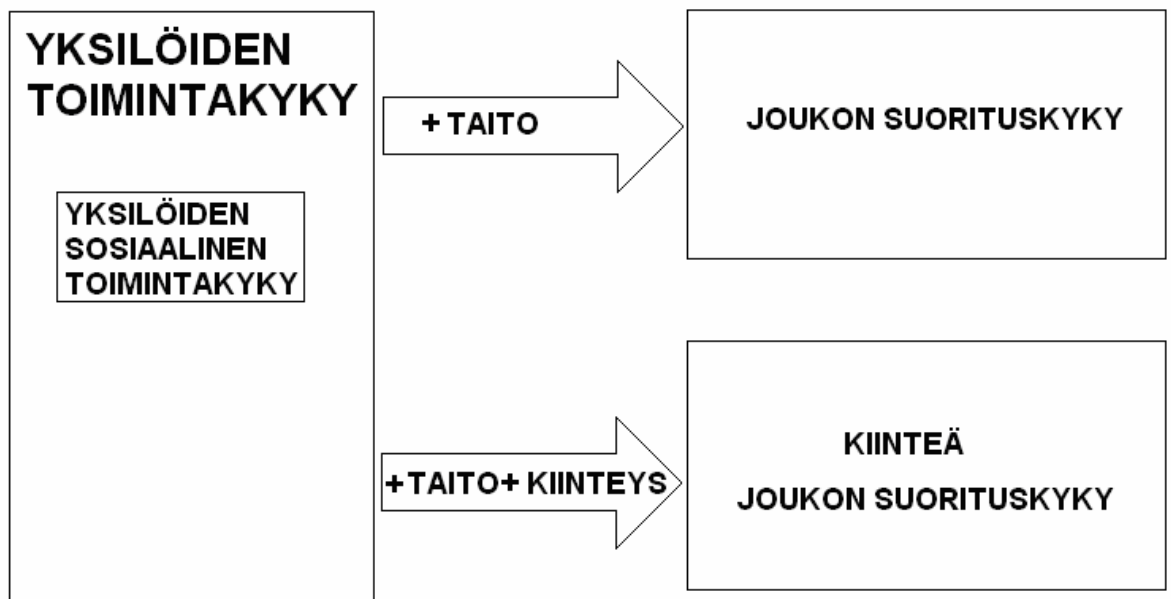 YKSILÖIDEN
TOIMINTAKYKY
YKSILÖIDEN
SOSIAALINEN
TOIMINTAKYKY
+ TAITO
JOUKON SUORITUSKYKY
+TAITO+ KIINTEYS
KIINTEÄ
JOUKON SUORITUSKYKY